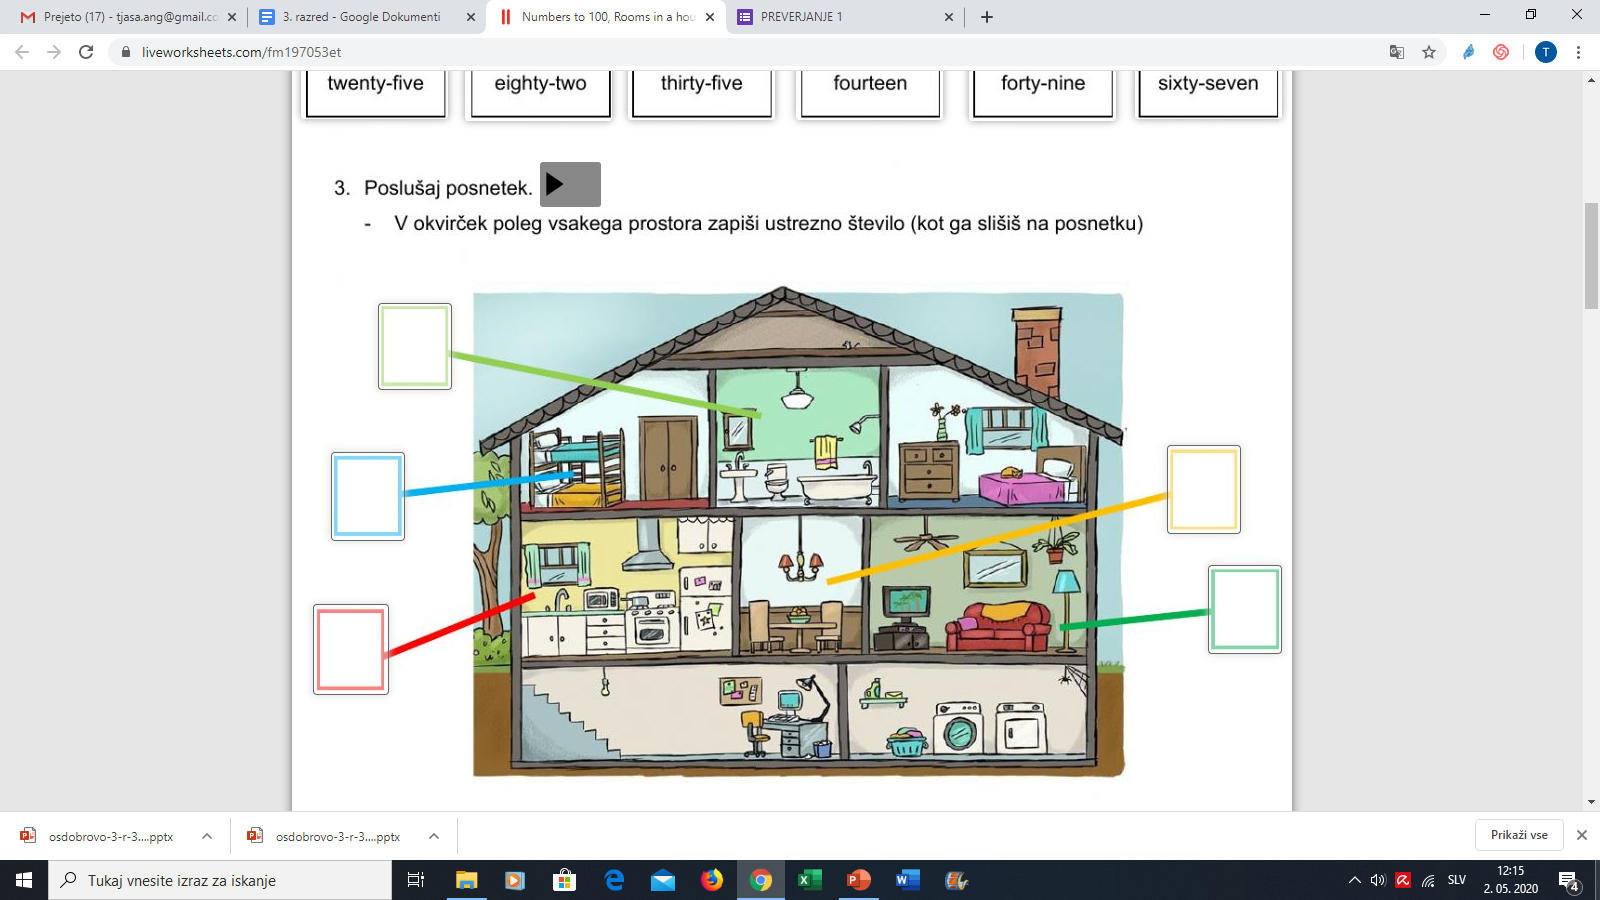 Prejeto (17) - tjasa.ang@gmail.co
3. razred - Google Dokumenti
Numbers to 100, Rooms in a hou
PREVERJANJE 1
liveworksheets.com/fm197053et
T
twenty-five
eighty-two
thirty-five
fourteen
forty-nine
sixty-seven
3. Poslušaj posnetek.
- V okvirček poleg vsakega prostora zapiši ustrezno število (kot ga slišiš na posnetku)
osdobrovo-3-r-3....pptx
osdobrovo-3-r-3....pptx
Prikaži vse
Tukaj vnesite izraz za iskanje
SLV
12:15
2. 05. 2020
4